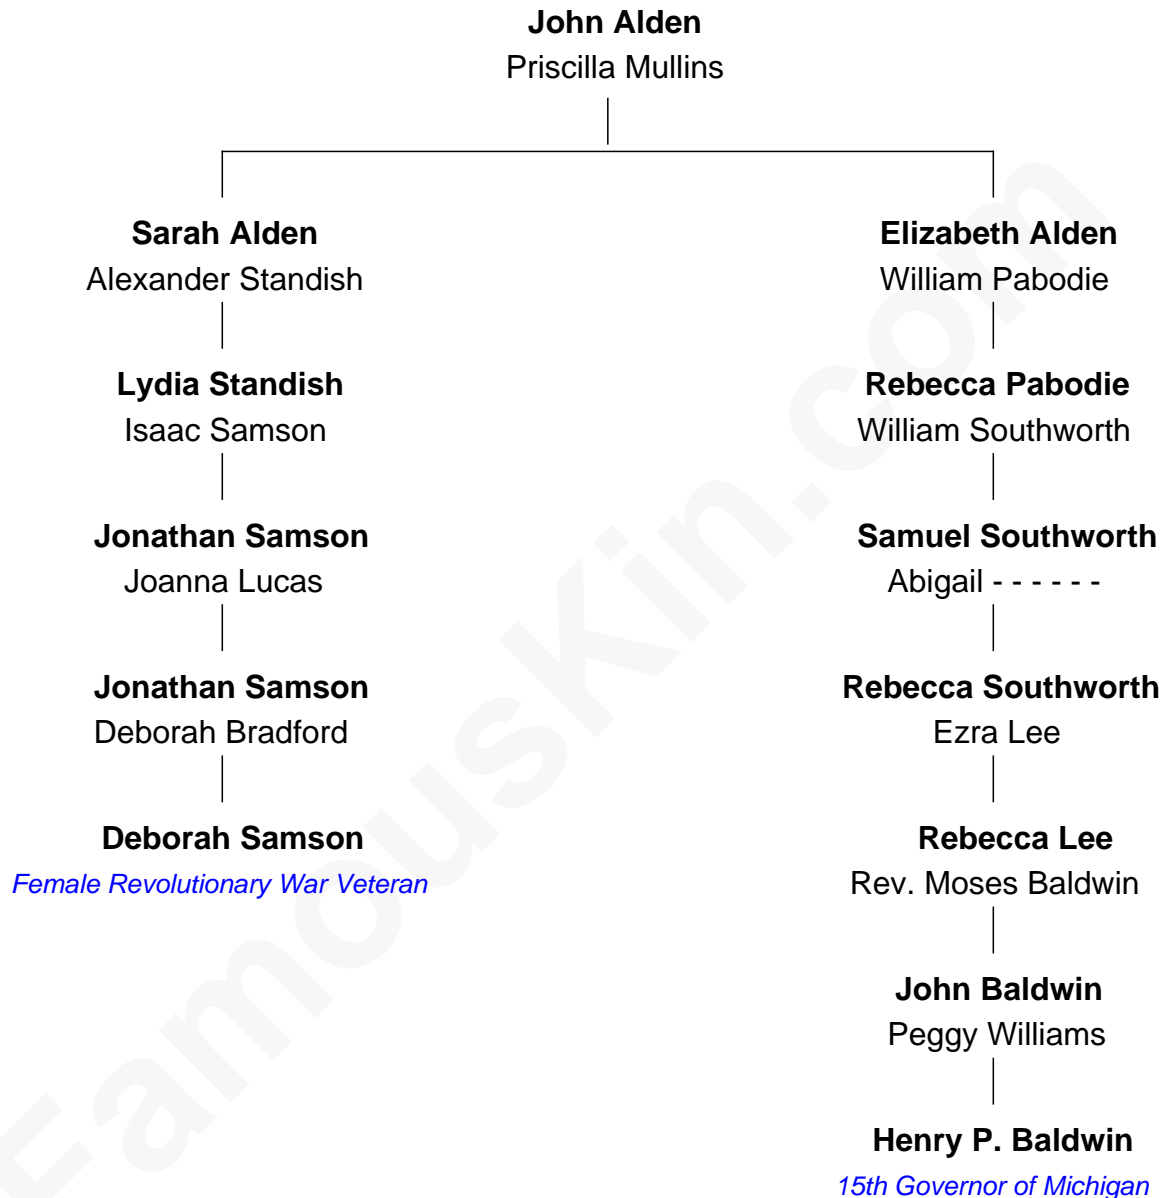 John Alden
Priscilla Mullins
Sarah Alden
Alexander Standish
Elizabeth Alden
William Pabodie
Lydia Standish
Isaac Samson
Rebecca Pabodie
William Southworth
Jonathan Samson
Joanna Lucas
Samuel Southworth
Abigail - - - - - -
Jonathan Samson
Deborah Bradford
Rebecca Southworth
Ezra Lee
Deborah Samson
Female Revolutionary War Veteran
Rebecca Lee
Rev. Moses Baldwin
John Baldwin
Peggy Williams
Henry P. Baldwin
15th Governor of Michigan
FamousKin.com